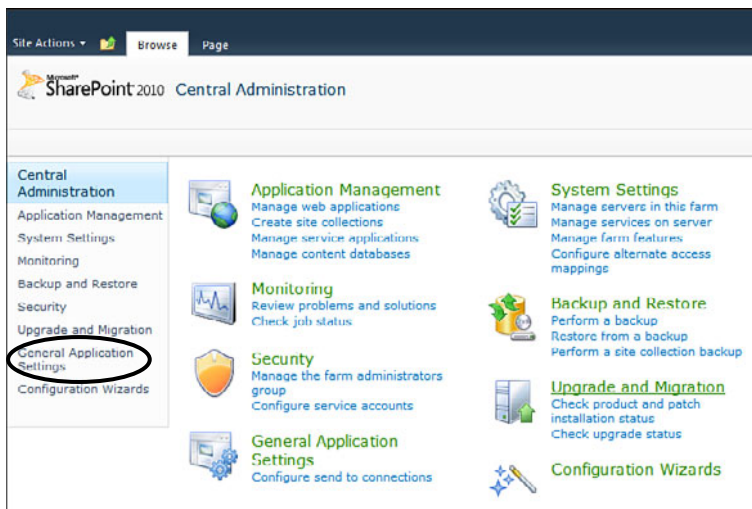 Site Actions
Browse
Page
Microsoft
SharePoint 2010 Central Administration
Central
Administration
Application Management
System Settings
Monitoring
Backup and Restore
Security
Upgrade and Migration
General Application
Settings
Configuration Wizards
Application Management
Manage web applications
Create site collections
Manage service applications
Manage content databases
Monitoring
Review problems and solutions
Check job status
Security
Manage the farm administrators
group
Configure service accounts
General Application
Settings
Configure send to connections
System Settings
Manage servers in this farm
Manage services on server
Manage farm features
Configure alternate access
mappings
Backup and Restore
Perform a backup
Restore from a backup
Perform a site collection backup
Upgrade and Migration
Check product and patch
installation status
Check upgrade status
Configuration Wizards